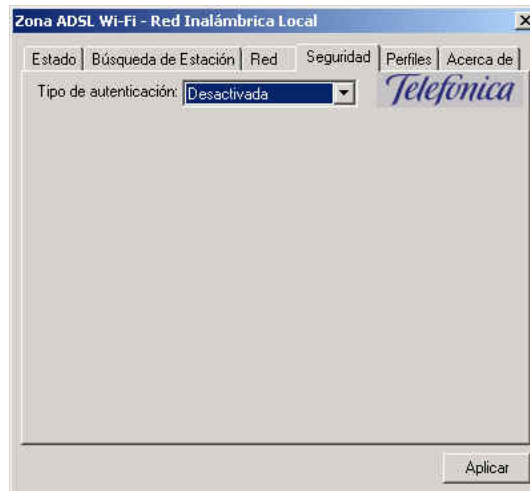 Zona ADSL Wi-Fi - Red Inalámbrica Local
Estado Búsqueda de Estación Red Seguridad Perfiles Acerca de
Tipo de autenticación: Desactivada
Telefónica
Aplicar